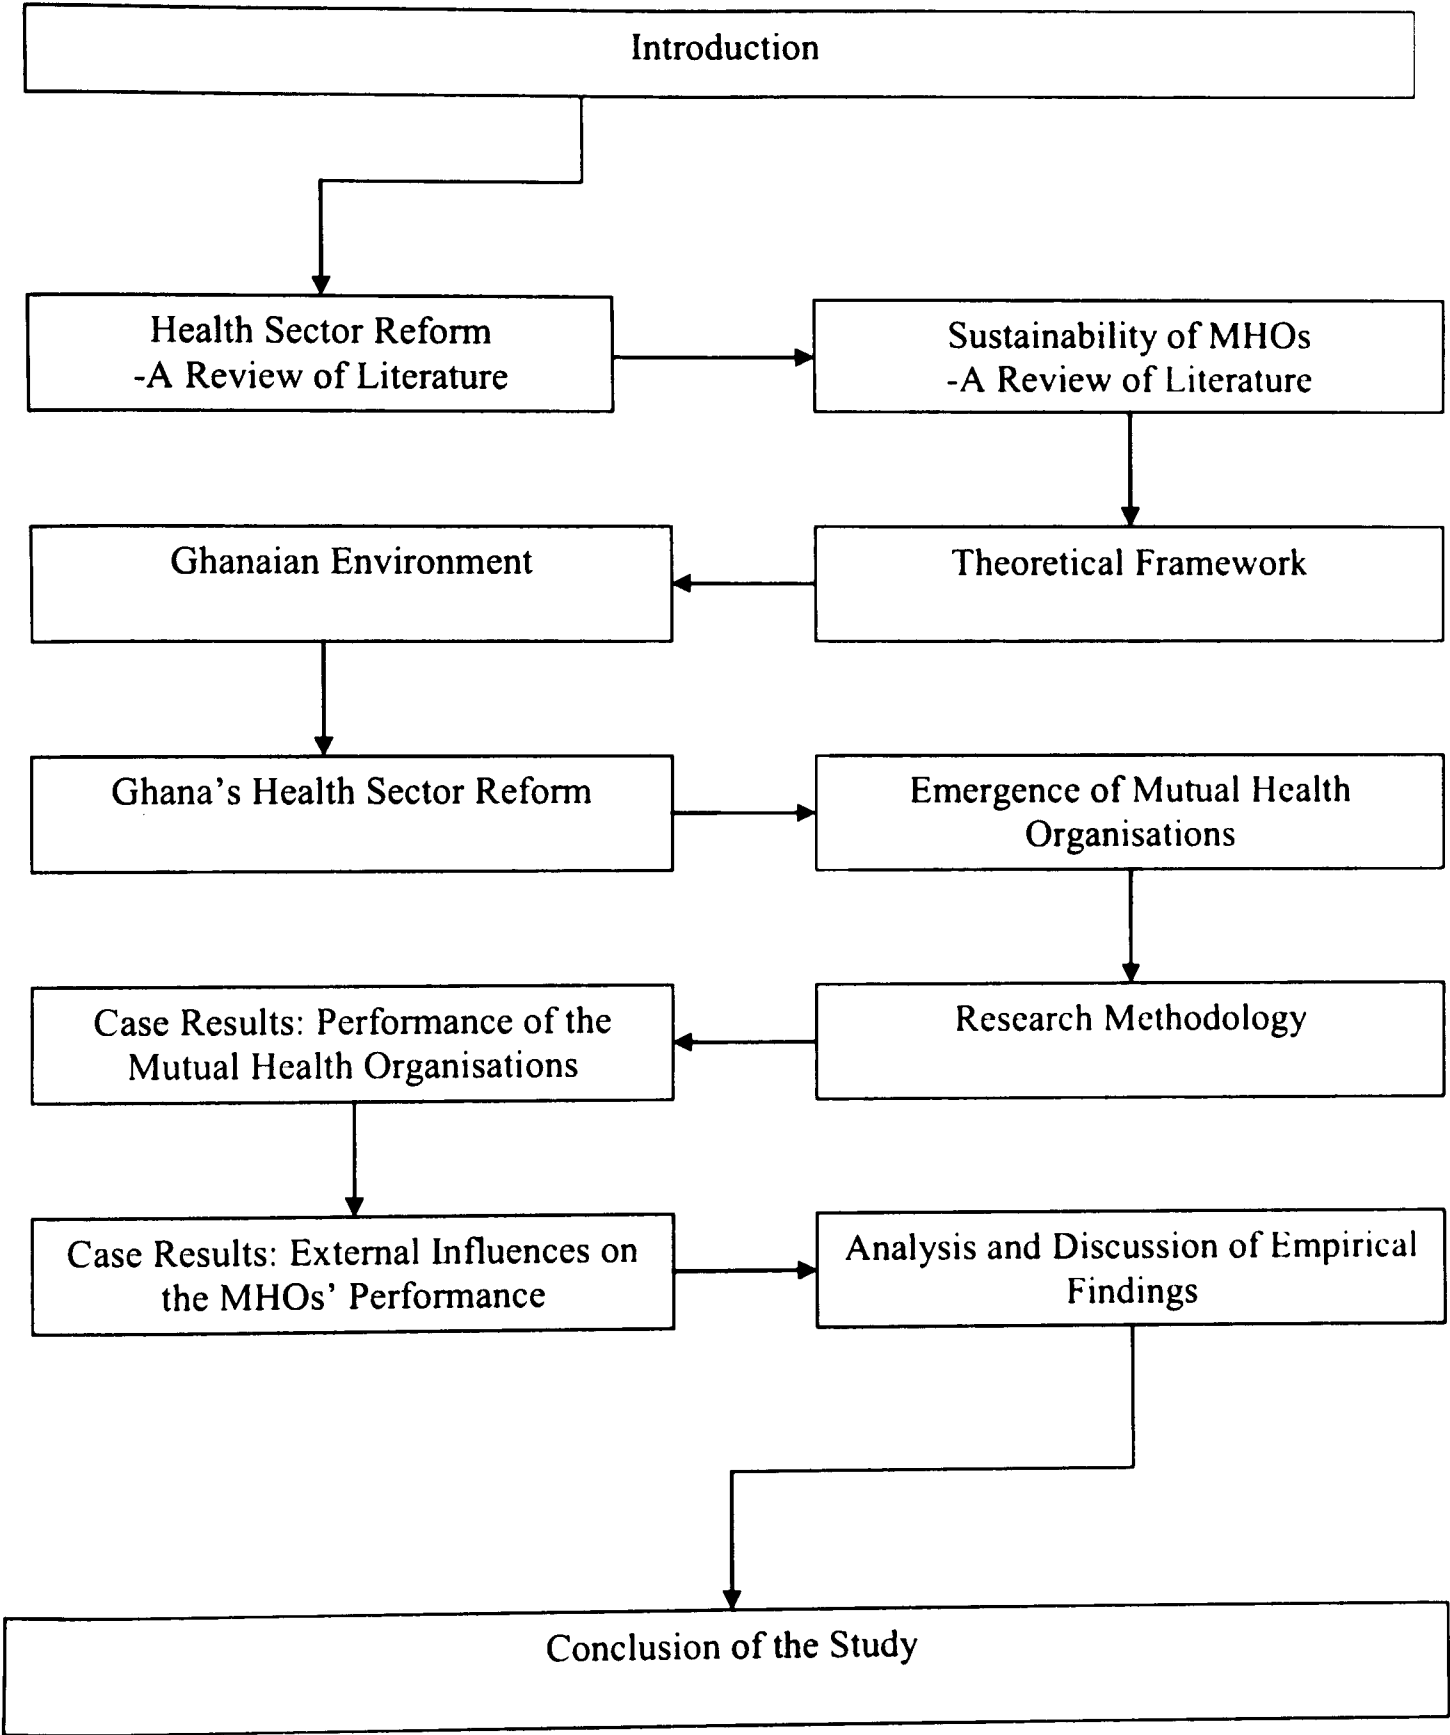 Introduction
Health Sector Reform
-A Review of Literature
Sustainability of MHOs
-A Review of Literature
Theoretical Framework
Ghanaian Environment
Ghana's Health Sector Reform
Emergence of Mutual Health
Organisations
Research Methodology
Case Results: Performance of the
Mutual Health Organisations
Case Results: External Influences on
the MHOs' Performance
Analysis and Discussion of Empirical
Findings
Conclusion of the Study